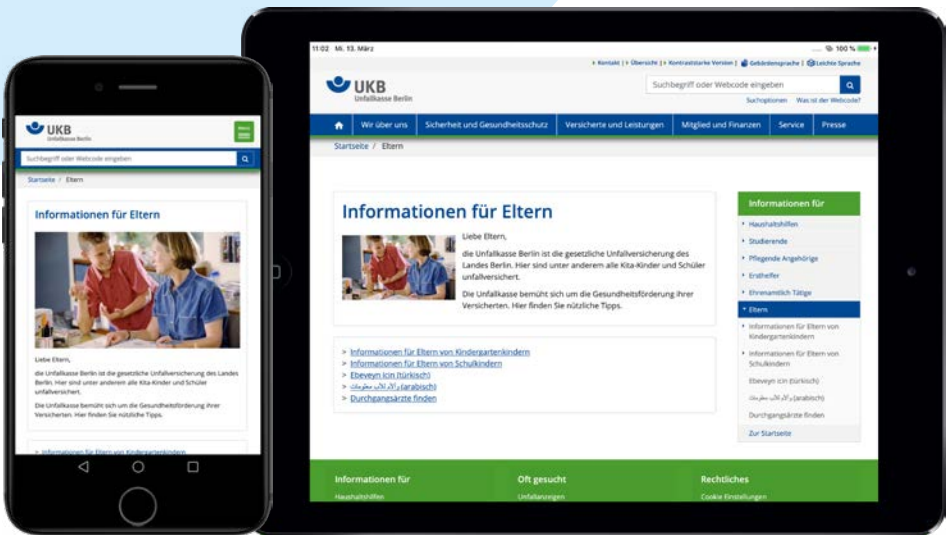 UKB
Unfallkasse Berlin
Menü
Suchbegriff oder Webcode eingeben
Startseite / Eltern
Informationen für Eltern
Liebe Eltern,
die Unfallkasse Berlin ist die gesetzliche Unfallversicherung des Landes
Berlin. Hier sind unter anderem alle Kita-Kinder und Schüler
unfallversichert.
Die Unfallkasse bemüht sich um die Gesundheitsförderung ihrer
Versicherten. Hier finden Sie nützliche Tipps.
> Informationen für Eltern von Kindergartenkindern
11:02 Mi. 13. März
100 %
Kontakt | Übersicht | Kontraststarke Version | Gebärdensprache | Leichte Sprache
UKB
Unfallkasse Berlin
Suchbegriff oder Webcode eingeben
Suchoptionen Was ist der Webcode?
Wir über uns Sicherheit und Gesundheitsschutz Versicherte und Leistungen Mitglied und Finanzen Service Presse
Startseite / Eltern
Informationen für Eltern
Liebe Eltern,
die Unfallkasse Berlin ist die gesetzliche Unfallversicherung des
Landes Berlin. Hier sind unter anderem alle Kita-Kinder und Schüler
unfallversichert.
Die Unfallkasse bemüht sich um die Gesundheitsförderung ihrer
Versicherten. Hier finden Sie nützliche Tipps.
> Informationen für Eltern von Kindergartenkindern
> Informationen für Eltern von Schulkindern
> Ebeveyn icin (türkisch)
> (arabisch)
> Durchgangsärzte finden
Informationen für
Haushaltshilfen
Studierende
Pflegende Angehörige
Ersthelfer
Ehrenamtlich Tätige
Eltern
Informationen für Eltern von
Kindergartenkindern
Informationen für Eltern von
Schulkindern
Ebeveyn icin (türkisch)
(arabisch)
Durchgangsärzte finden
Zur Startseite
Informationen für
Haushaltshilfen
Oft gesucht
Unfallanzeigen
Rechtliches
Cookie Einstellungen